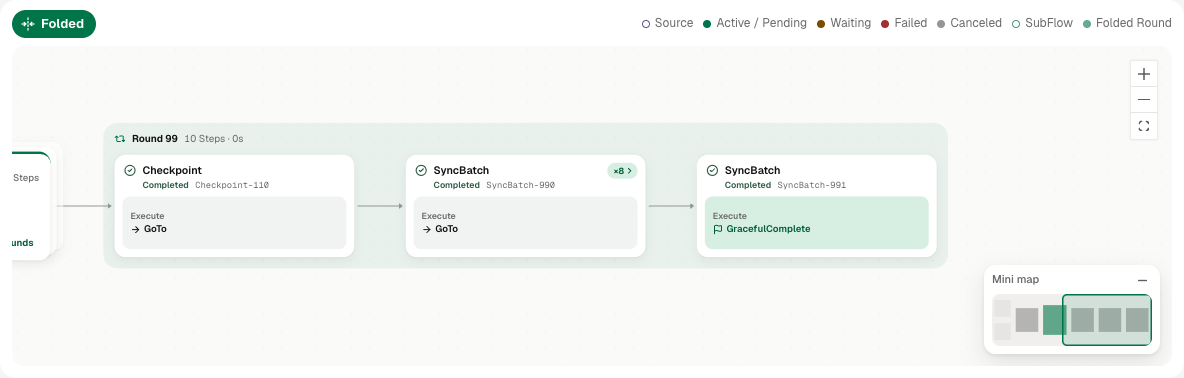 Folded
Source
Active / Pending
Waiting
Failed
Canceled
SubFlow
Folded Round
Steps
unds
Round 99 10 Steps · 0s
Checkpoint
Completed Checkpoint-110
Execute
GoTo
SyncBatch ×8
Completed SyncBatch-990
Execute
GoTo
SyncBatch
Completed SyncBatch-991
Execute
GracefulComplete
Mini map